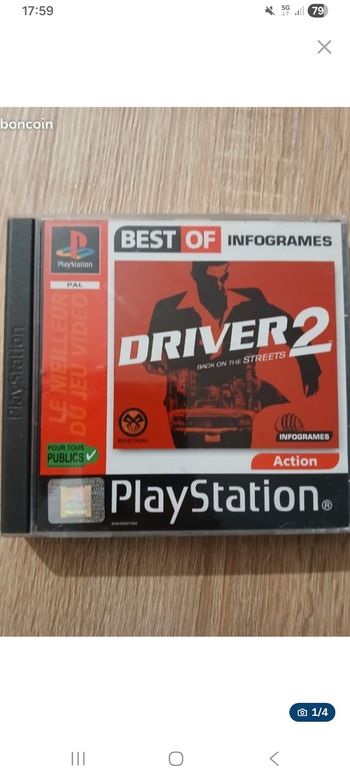 17:59
5G
79
boncoin
PlayStation
PAL
BEST OF INFOGRAMES
PlayStation
LE MEILLEUR
DU JEU VIDEO
DRIVER 2
BACK ON THE STREETS
REFLECTIONS
INFOGRAMES
POUR TOUS
PUBLICS
Action
PlayStation®
1/4